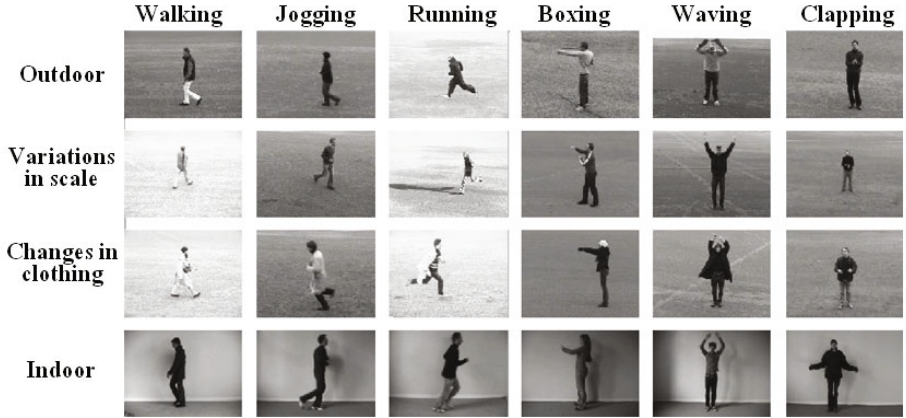 Walking Jogging Running Boxing Waving Clapping
Outdoor
Variations
in scale
Changes in
clothing
Indoor